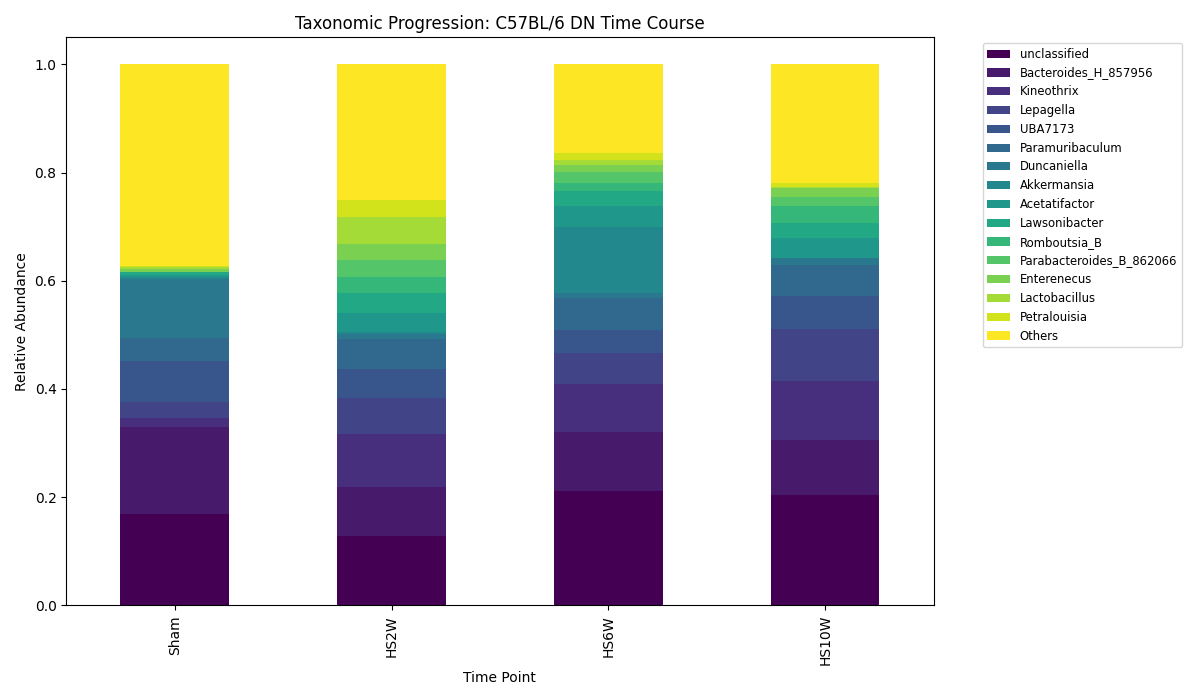 Taxonomic Progression: C57BL/6 DN Time Course
Relative Abundance
1.0
0.8
0.6
0.4
0.2
0.0
Sham
HS2W
HS6W
HS10W
Time Point
unclassified
Bacteroides_H_857956
Kineothrix
Lepagella
UBA7173
Paramuribaculum
Duncaniella
Akkermansia
Acetatifactor
Lawsonibacter
Romboutsia_B
Parabacteroides_B_862066
Enterenecus
Lactobacillus
Petralouisia
Others